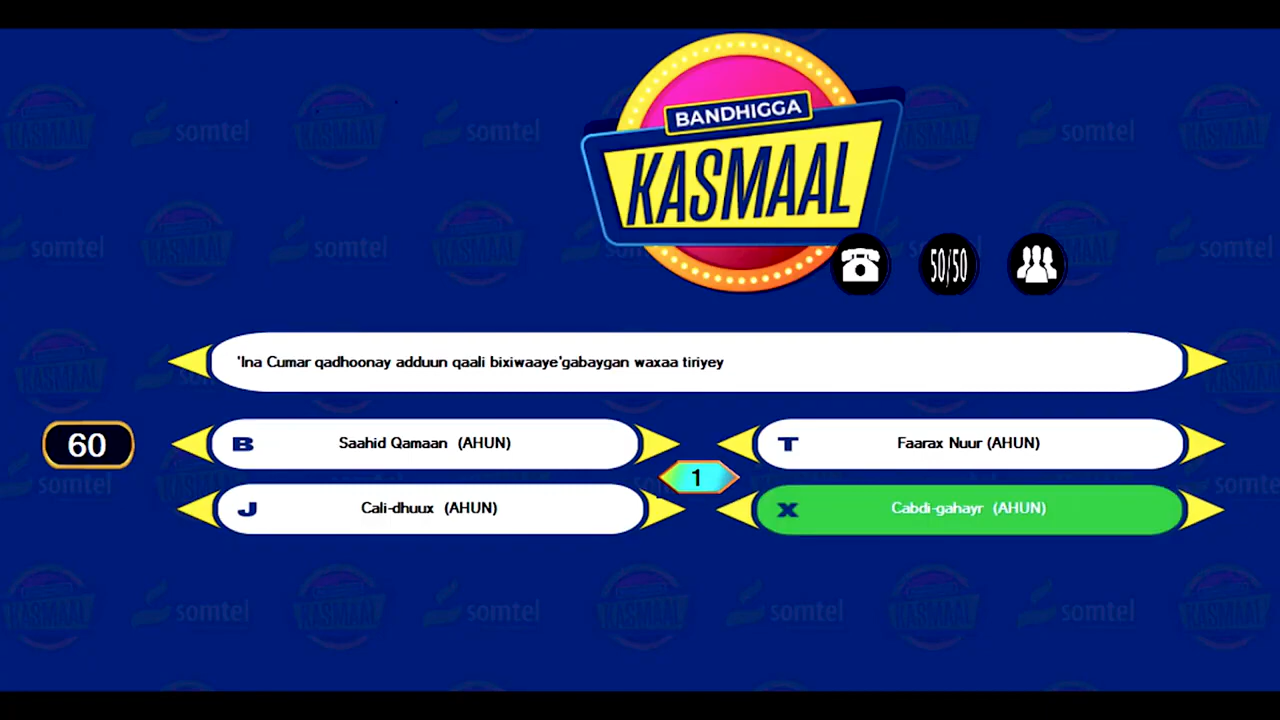 BANDHIGGA
KASMAAL
50/50
'Ina Cumar qadhoonay adduun qaali bixiwaaye'gabaygan waxaa tiriyey
60
B Saahid Qamaan (AHUN)
T Faarax Nuur (AHUN)
1
J Cali-dhuux (AHUN)
X Cabdi-gahayr (AHUN)
somtel